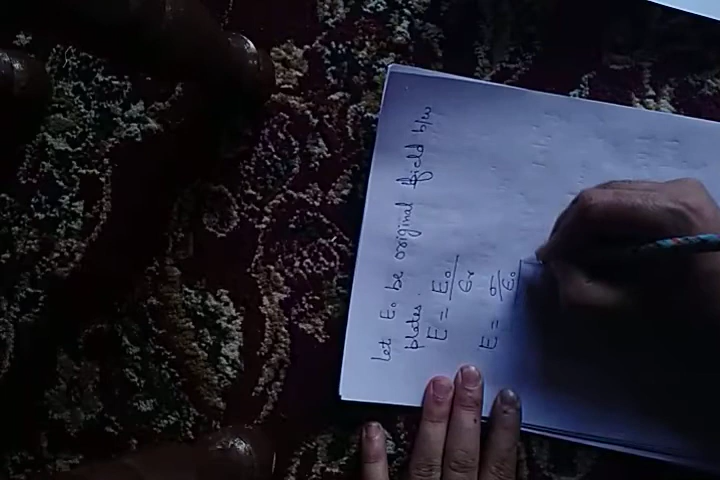 Let E₀ be original field b/w
plates.
E = E₀/εr
E = σ/ε₀